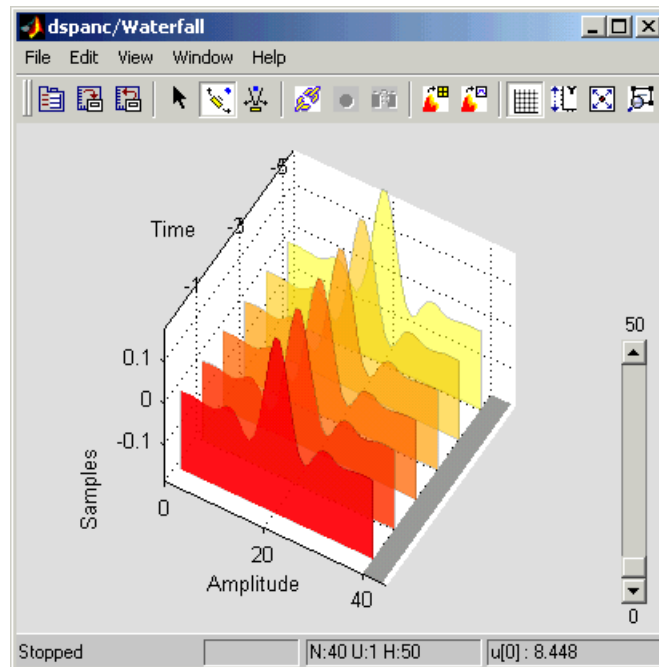 dspanc/Waterfall
File Edit View Window Help
-5
Time
-3
-1
50
0.1
0
-0.1
Samples
0
20
Amplitude
40
0
Stopped
N:40 U:1 H:50
u[0] : 8.448